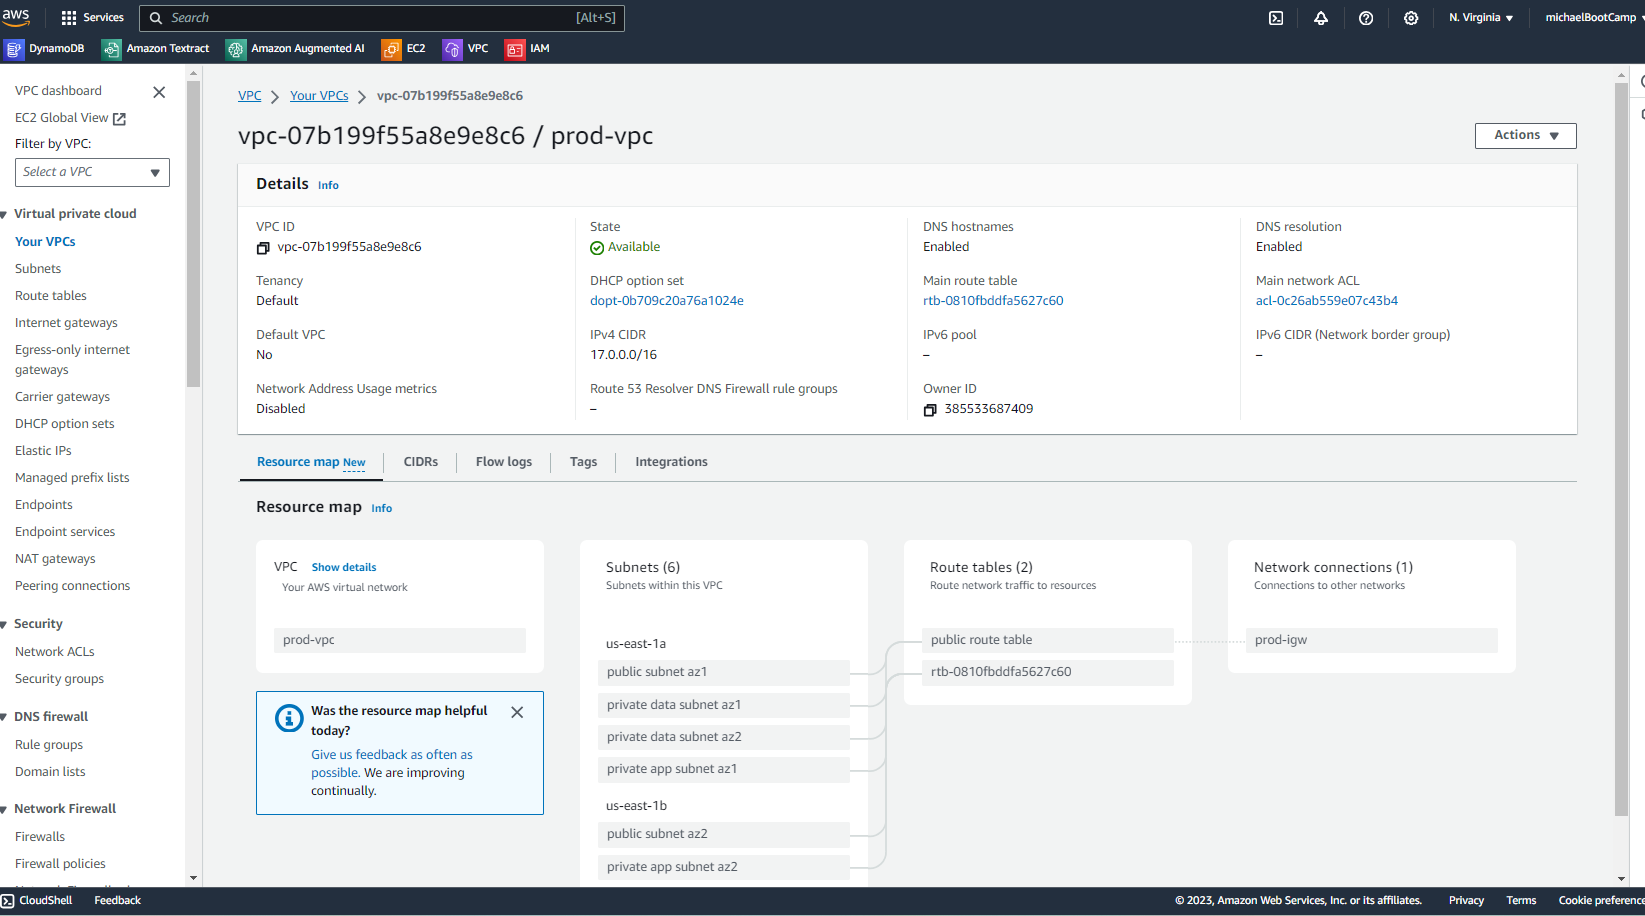 aws
Services
Search
[Alt+S]
N. Virginia
michaelBootCamp
DynamoDB
Amazon Textract
Amazon Augmented AI
EC2
VPC
IAM
VPC dashboard
EC2 Global View
Filter by VPC:
Select a VPC
Virtual private cloud
Your VPCs
Subnets
Route tables
Internet gateways
Egress-only internet
gateways
Carrier gateways
DHCP option sets
Elastic IPs
Managed prefix lists
Endpoints
Endpoint services
NAT gateways
Peering connections
Security
Network ACLs
Security groups
DNS firewall
Rule groups
Domain lists
Network Firewall
Firewalls
Firewall policies
VPC
Your VPCs
vpc-07b199f55a8e9e8c6
vpc-07b199f55a8e9e8c6 / prod-vpc
Actions
Details Info
VPC ID
vpc-07b199f55a8e9e8c6
State
Available
DNS hostnames
Enabled
DNS resolution
Enabled
Tenancy
Default
DHCP option set
dopt-0b709c20a76a1024e
Main route table
rtb-0810fbddfa5627c60
Main network ACL
acl-0c26ab559e07c43b4
Default VPC
No
IPv4 CIDR
17.0.0.0/16
IPv6 pool
–
IPv6 CIDR (Network border group)
–
Network Address Usage metrics
Disabled
Route 53 Resolver DNS Firewall rule groups
–
Owner ID
385533687409
Resource map New
CIDRs
Flow logs
Tags
Integrations
Resource map Info
VPC Show details
Your AWS virtual network
prod-vpc
Was the resource map helpful
today?
Give us feedback as often as
possible. We are improving
continually.
Subnets (6)
Subnets within this VPC
us-east-1a
public subnet az1
private data subnet az1
private data subnet az2
private app subnet az1
us-east-1b
public subnet az2
private app subnet az2
Route tables (2)
Route network traffic to resources
public route table
rtb-0810fbddfa5627c60
Network connections (1)
Connections to other networks
prod-igw
CloudShell
Feedback
© 2023, Amazon Web Services, Inc. or its affiliates.
Privacy
Terms
Cookie preference